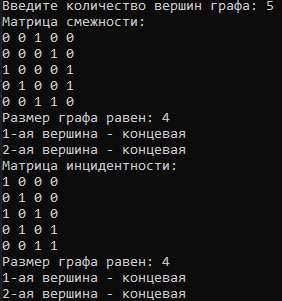 Введите количество вершин графа: 5
Матрица смежности:
0 0 1 0 0
0 0 0 1 0
1 0 0 0 1
0 1 0 0 1
0 0 1 1 0
Размер графа равен: 4
1-ая вершина - концевая
2-ая вершина - концевая
Матрица инцидентности:
1 0 0 0
0 1 0 0
1 0 1 0
0 1 0 1
0 0 1 1
Размер графа равен: 4
1-ая вершина - концевая
2-ая вершина - концевая